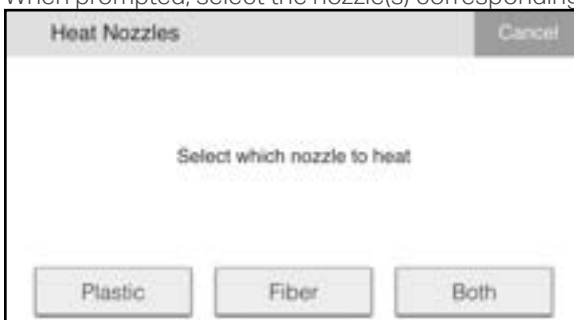 When prompted, select the nozzle(s) corresponding
Heat Nozzles Cancel
Select which nozzle to heat
Plastic Fiber Both